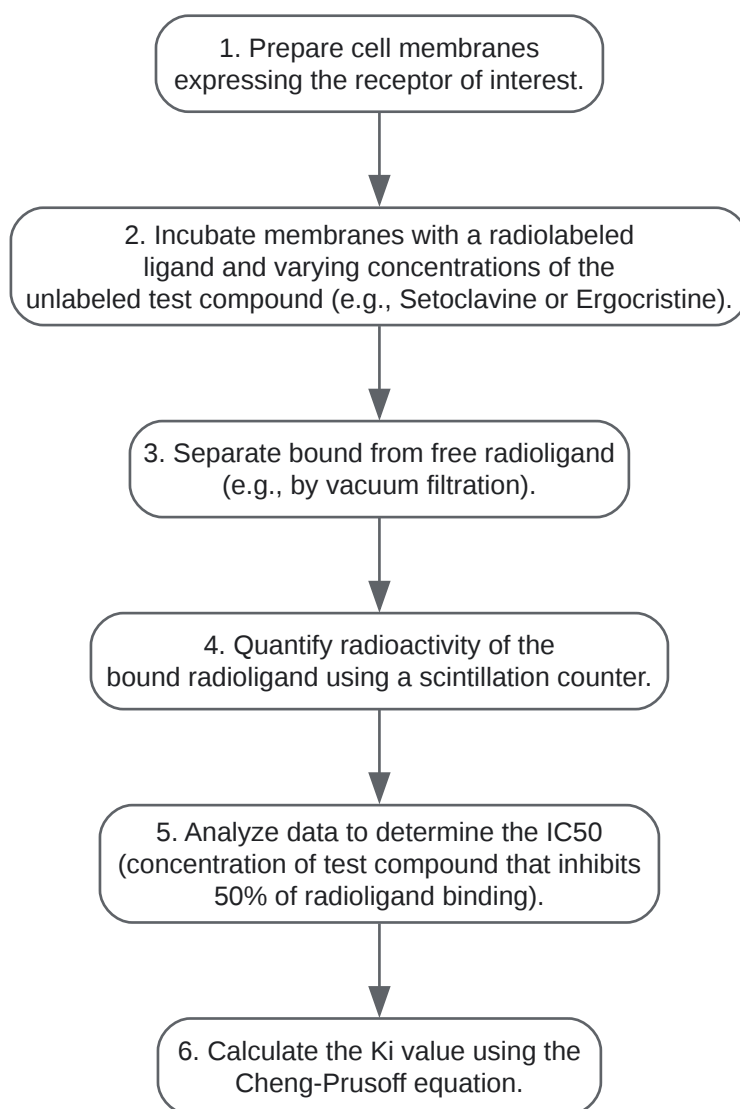 1. Prepare cell membranes
expressing the receptor of interest.
2. Incubate membranes with a radiolabeled
ligand and varying concentrations of the
unlabeled test compound (e.g., Setoclavine or Ergocristine).
3. Separate bound from free radioligand
(e.g., by vacuum filtration).
4. Quantify radioactivity of the
bound radioligand using a scintillation counter.
5. Analyze data to determine the IC50
(concentration of test compound that inhibits
50% of radioligand binding).
6. Calculate the Ki value using the
Cheng-Prusoff equation.